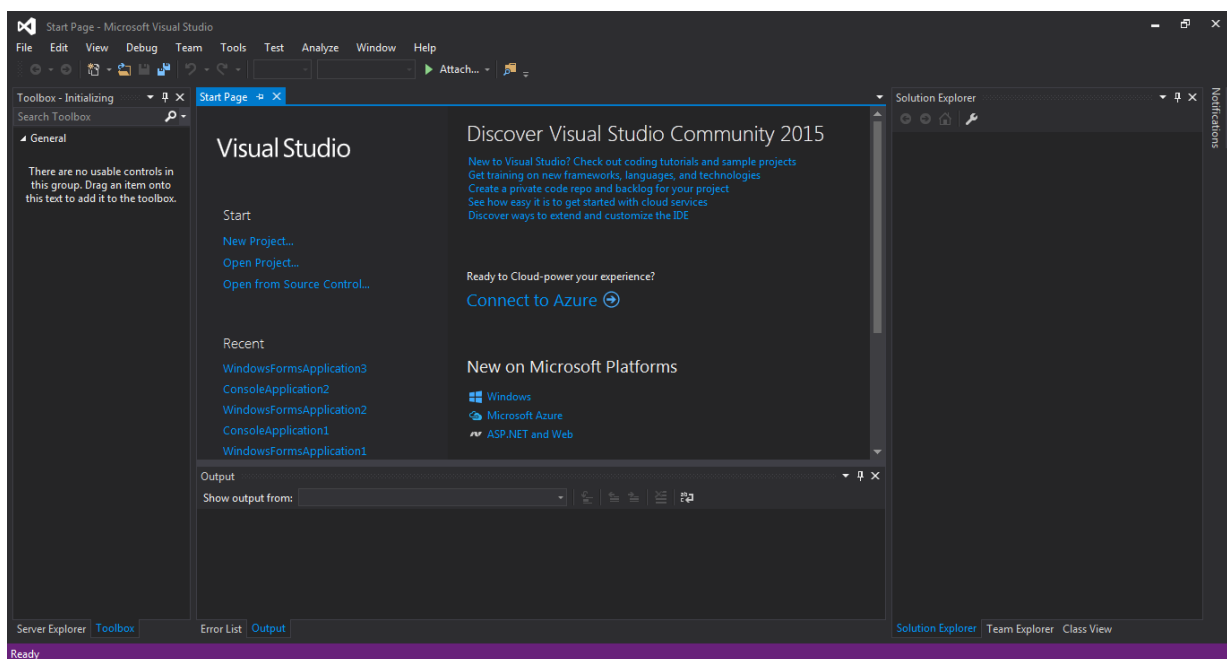 Start Page - Microsoft Visual Studio
File Edit View Debug Team Tools Test Analyze Window Help
Attach...
Toolbox - Initializing
Search Toolbox
General
There are no usable controls in
this group. Drag an item onto
this text to add it to the toolbox.
Server Explorer Toolbox
Start Page
Visual Studio
Start
New Project...
Open Project...
Open from Source Control...
Recent
WindowsFormsApplication3
ConsoleApplication2
WindowsFormsApplication2
ConsoleApplication1
WindowsFormsApplication1
Discover Visual Studio Community 2015
New to Visual Studio? Check out coding tutorials and sample projects
Get training on new frameworks, languages, and technologies
Create a private code repo and backlog for your project
See how easy it is to get started with cloud services
Discover ways to extend and customize the IDE
Ready to Cloud-power your experience?
Connect to Azure
New on Microsoft Platforms
Windows
Microsoft Azure
ASP.NET and Web
Output
Show output from:
Error List Output
Solution Explorer
Solution Explorer Team Explorer Class View
Notifications
Ready